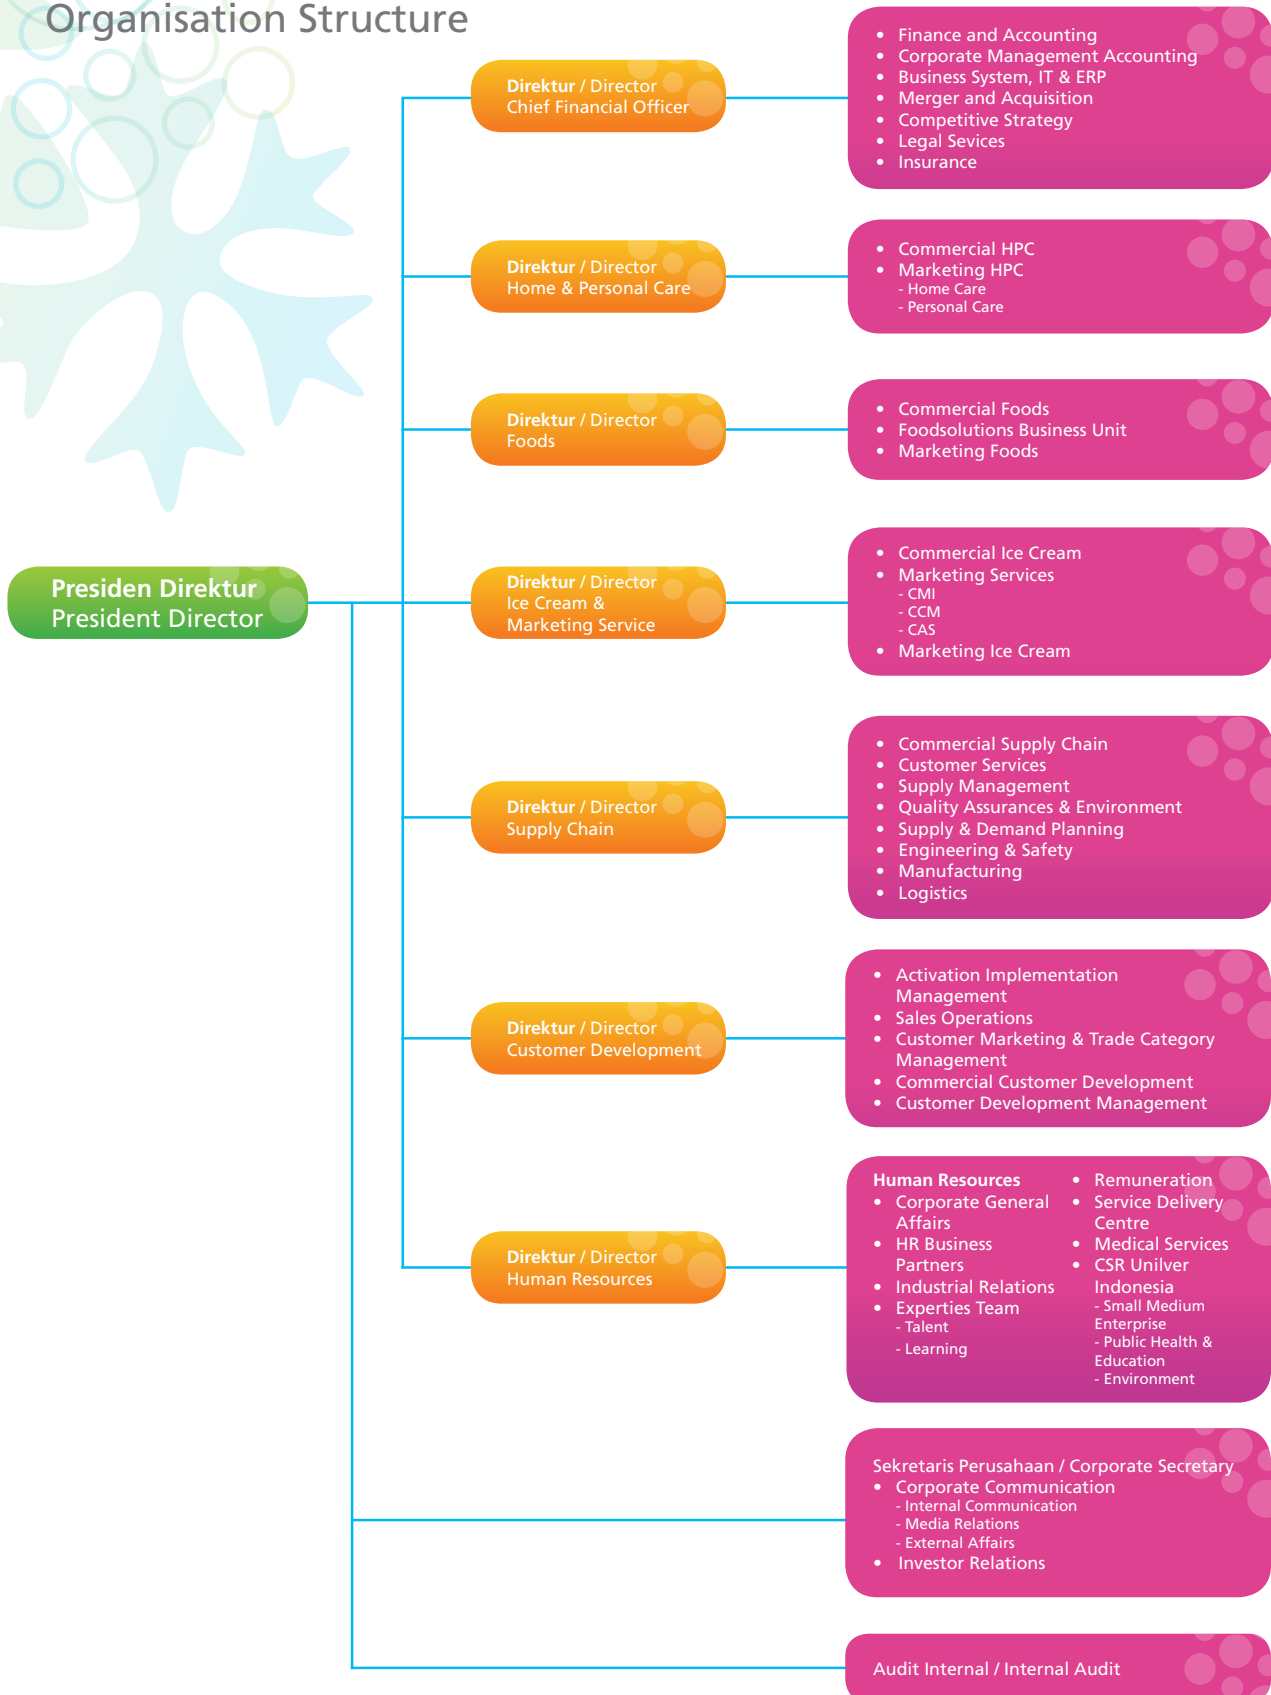 Organisation Structure
Presiden Direktur
President Director
Direktur / Director
Chief Financial Officer
• Finance and Accounting
• Corporate Management Accounting
• Business System, IT & ERP
• Merger and Acquisition
• Competitive Strategy
• Legal Sevices
• Insurance
Direktur / Director
Home & Personal Care
• Commercial HPC
• Marketing HPC
- Home Care
- Personal Care
Direktur / Director
Foods
• Commercial Foods
• Foodsolutions Business Unit
• Marketing Foods
Direktur / Director
Ice Cream &
Marketing Service
• Commercial Ice Cream
• Marketing Services
- CMI
- CCM
- CAS
• Marketing Ice Cream
Direktur / Director
Supply Chain
• Commercial Supply Chain
• Customer Services
• Supply Management
• Quality Assurances & Environment
• Supply & Demand Planning
• Engineering & Safety
• Manufacturing
• Logistics
Direktur / Director
Customer Development
• Activation Implementation
Management
• Sales Operations
• Customer Marketing & Trade Category
Management
• Commercial Customer Development
• Customer Development Management
Direktur / Director
Human Resources
Human Resources
• Corporate General
Affairs
• HR Business
Partners
• Industrial Relations
• Experties Team
- Talent
- Learning
• Remuneration
• Service Delivery
Centre
• Medical Services
• CSR Unilver
Indonesia
- Small Medium
Enterprise
- Public Health &
Education
- Environment
Sekretaris Perusahaan / Corporate Secretary
• Corporate Communication
- Internal Communication
- Media Relations
- External Affairs
• Investor Relations
Audit Internal / Internal Audit